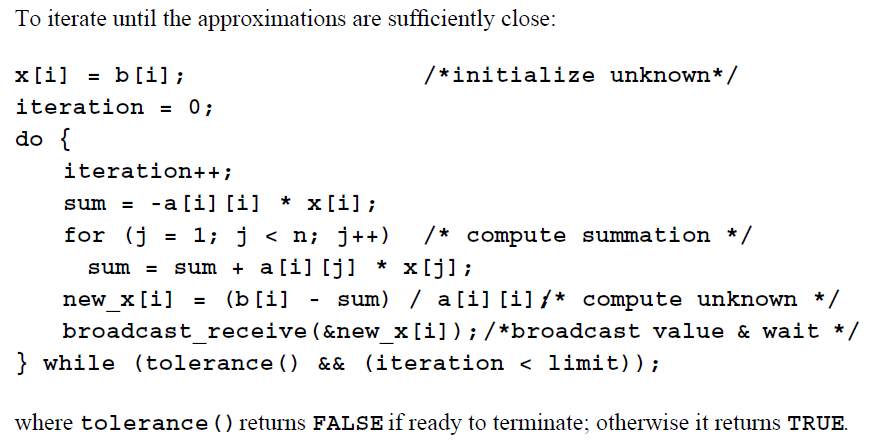 To iterate until the approximations are sufficiently close:
x[i] = b[i]; /*initialize unknown*/
iteration = 0;
do {
iteration++;
sum = -a[i][i] * x[i];
for (j = 1; j < n; j++) /* compute summation */
sum = sum + a[i][j] * x[j];
new_x[i] = (b[i] - sum) / a[i][i];/* compute unknown */
broadcast_receive(&new_x[i]);/*broadcast value & wait */
} while (tolerance() && (iteration < limit));
where tolerance() returns FALSE if ready to terminate; otherwise it returns TRUE.